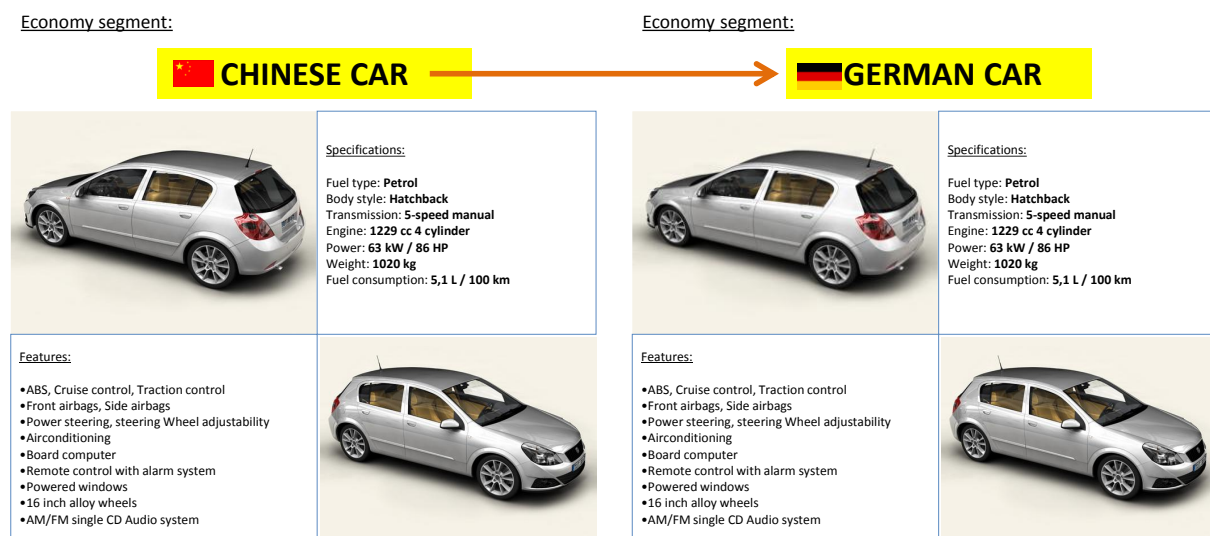 Economy segment:
CHINESE CAR
Specifications:
Fuel type: Petrol
Body style: Hatchback
Transmission: 5-speed manual
Engine: 1229 cc 4 cylinder
Power: 63 kW / 86 HP
Weight: 1020 kg
Fuel consumption: 5,1 L / 100 km
Features:
•ABS, Cruise control, Traction control
•Front airbags, Side airbags
•Power steering, steering Wheel adjustability
•Airconditioning
•Board computer
•Remote control with alarm system
•Powered windows
•16 inch alloy wheels
•AM/FM single CD Audio system
Economy segment:
GERMAN CAR
Specifications:
Fuel type: Petrol
Body style: Hatchback
Transmission: 5-speed manual
Engine: 1229 cc 4 cylinder
Power: 63 kW / 86 HP
Weight: 1020 kg
Fuel consumption: 5,1 L / 100 km
Features:
•ABS, Cruise control, Traction control
•Front airbags, Side airbags
•Power steering, steering Wheel adjustability
•Airconditioning
•Board computer
•Remote control with alarm system
•Powered windows
•16 inch alloy wheels
•AM/FM single CD Audio system